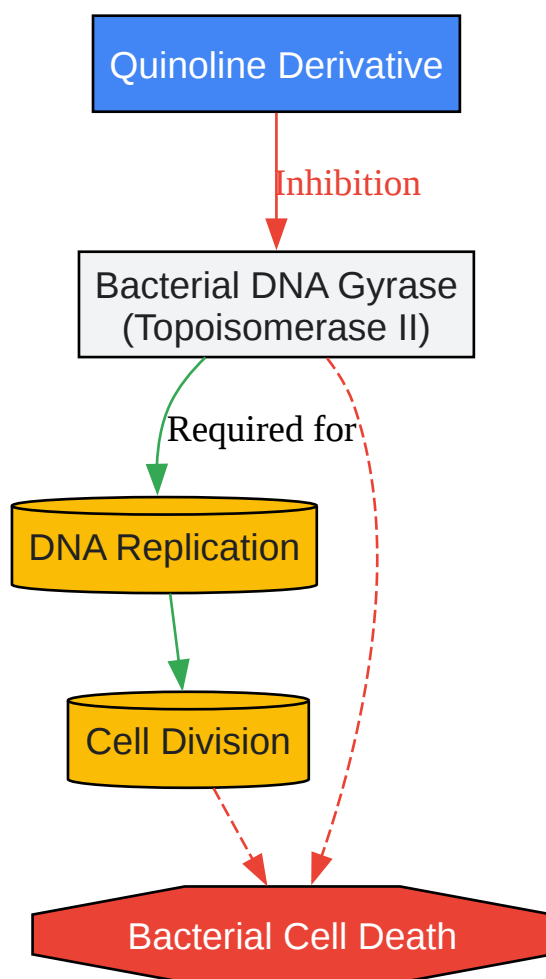 Quinoline Derivative
Inhibition
Bacterial DNA Gyrase
(Topoisomerase II)
Required for
DNA Replication
Cell Division
Bacterial Cell Death